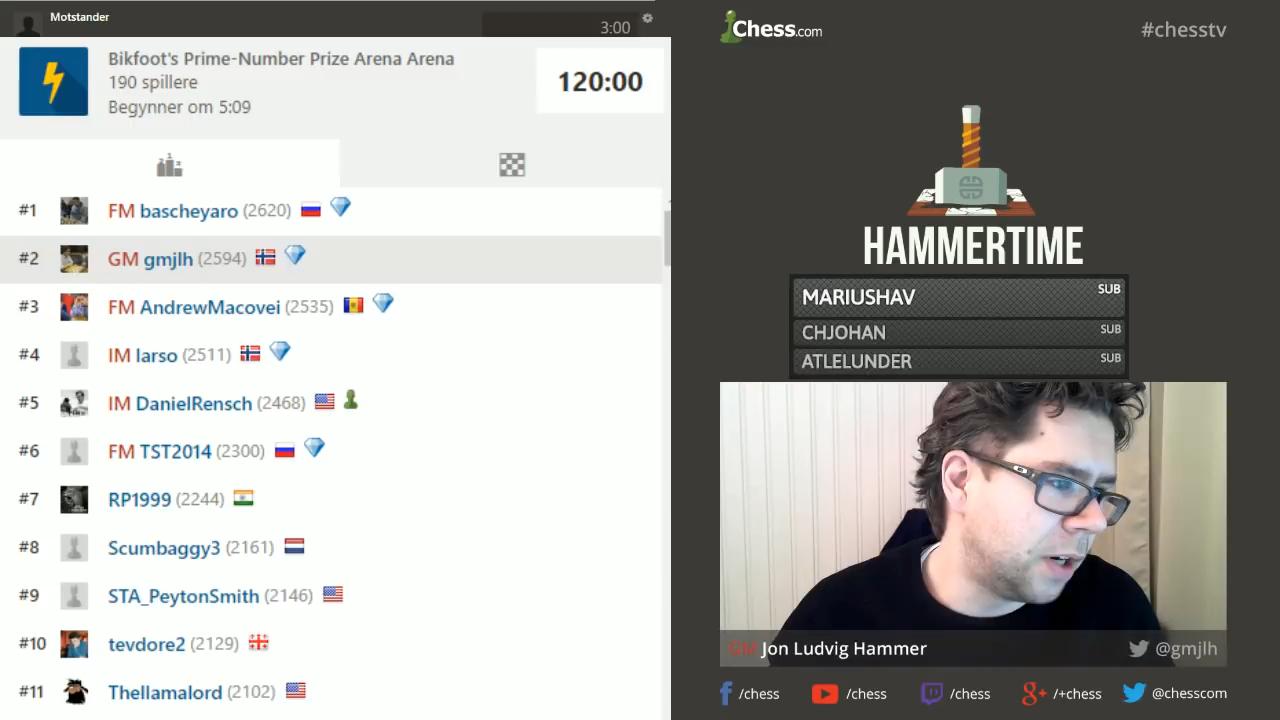 Motstander
3:00
Bikfoot's Prime-Number Prize Arena Arena
190 spillere
Begynner om 5:09
120:00
#1 FM bascheyaro (2620)
#2 GM gmjlh (2594)
#3 FM AndrewMacovei (2535)
#4 IM larso (2511)
#5 IM DanielRensch (2468)
#6 FM TST2014 (2300)
#7 RP1999 (2244)
#8 Scumbaggy3 (2161)
#9 STA_PeytonSmith (2146)
#10 tevdore2 (2129)
#11 Thellamalord (2102)
Chess.com
#chesstv
HAMMERTIME
MARIUSHAV SUB
CHJOHAN SUB
ATLELUNDER SUB
GM Jon Ludvig Hammer @gmjlh
/chess /chess /chess /+chess @chesscom